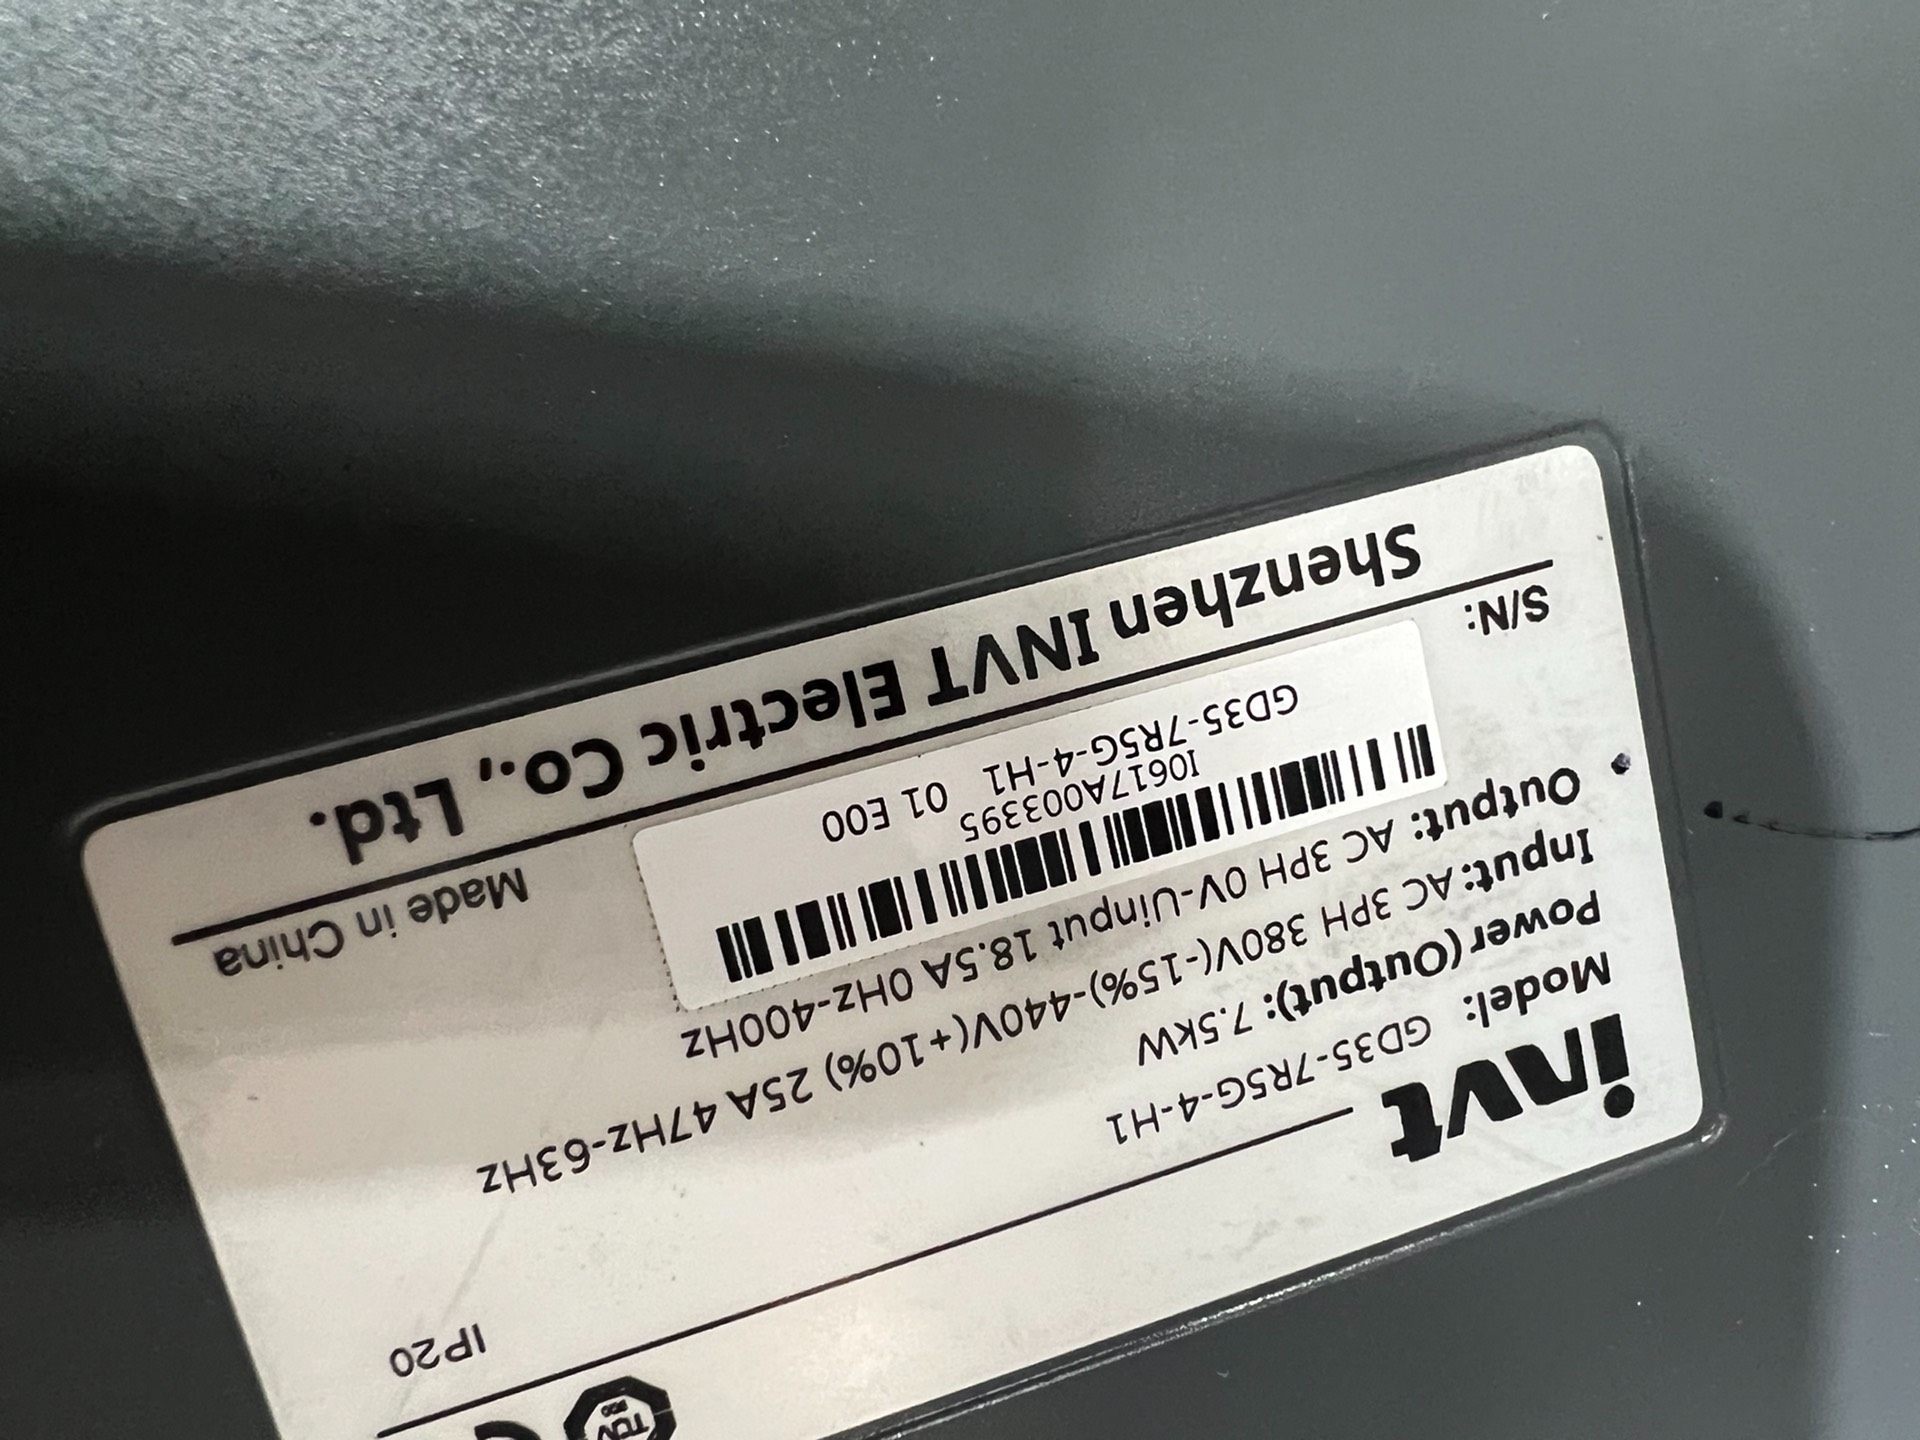 invt
TÜV
Model: GD35-7R5G-4-H1
IP20
Power(Output): 7.5kW
Input: AC 3PH 380V(-15%)-440V(+10%) 25A 47Hz-63Hz
Output: AC 3PH 0V-Uinput 18.5A 0Hz-400Hz
S/N:
I0617A003395
GD35-7R5G-4-H1 01 E00
Made in China
Shenzhen INVT Electric Co., Ltd.